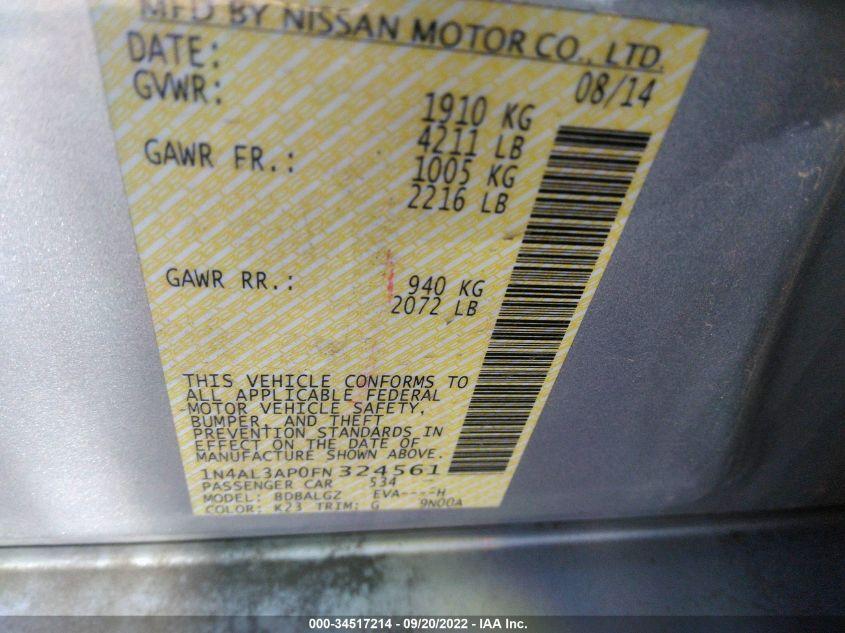 MFD BY NISSAN MOTOR CO., LTD.
DATE: 08/14
GVWR: 1910 KG
4211 LB
GAWR FR.: 1005 KG
2216 LB
GAWR RR.: 940 KG
2072 LB
THIS VEHICLE CONFORMS TO
ALL APPLICABLE FEDERAL
MOTOR VEHICLE SAFETY,
BUMPER, AND THEFT
PREVENTION STANDARDS IN
EFFECT ON THE DATE OF
MANUFACTURE SHOWN ABOVE.
1N4AL3AP0FN324561
PASSENGER CAR 534
MODEL: BDBALGZ EVA----H
COLOR: K23 TRIM: G 9N00A
000-34517214 - 09/20/2022 - IAA Inc.